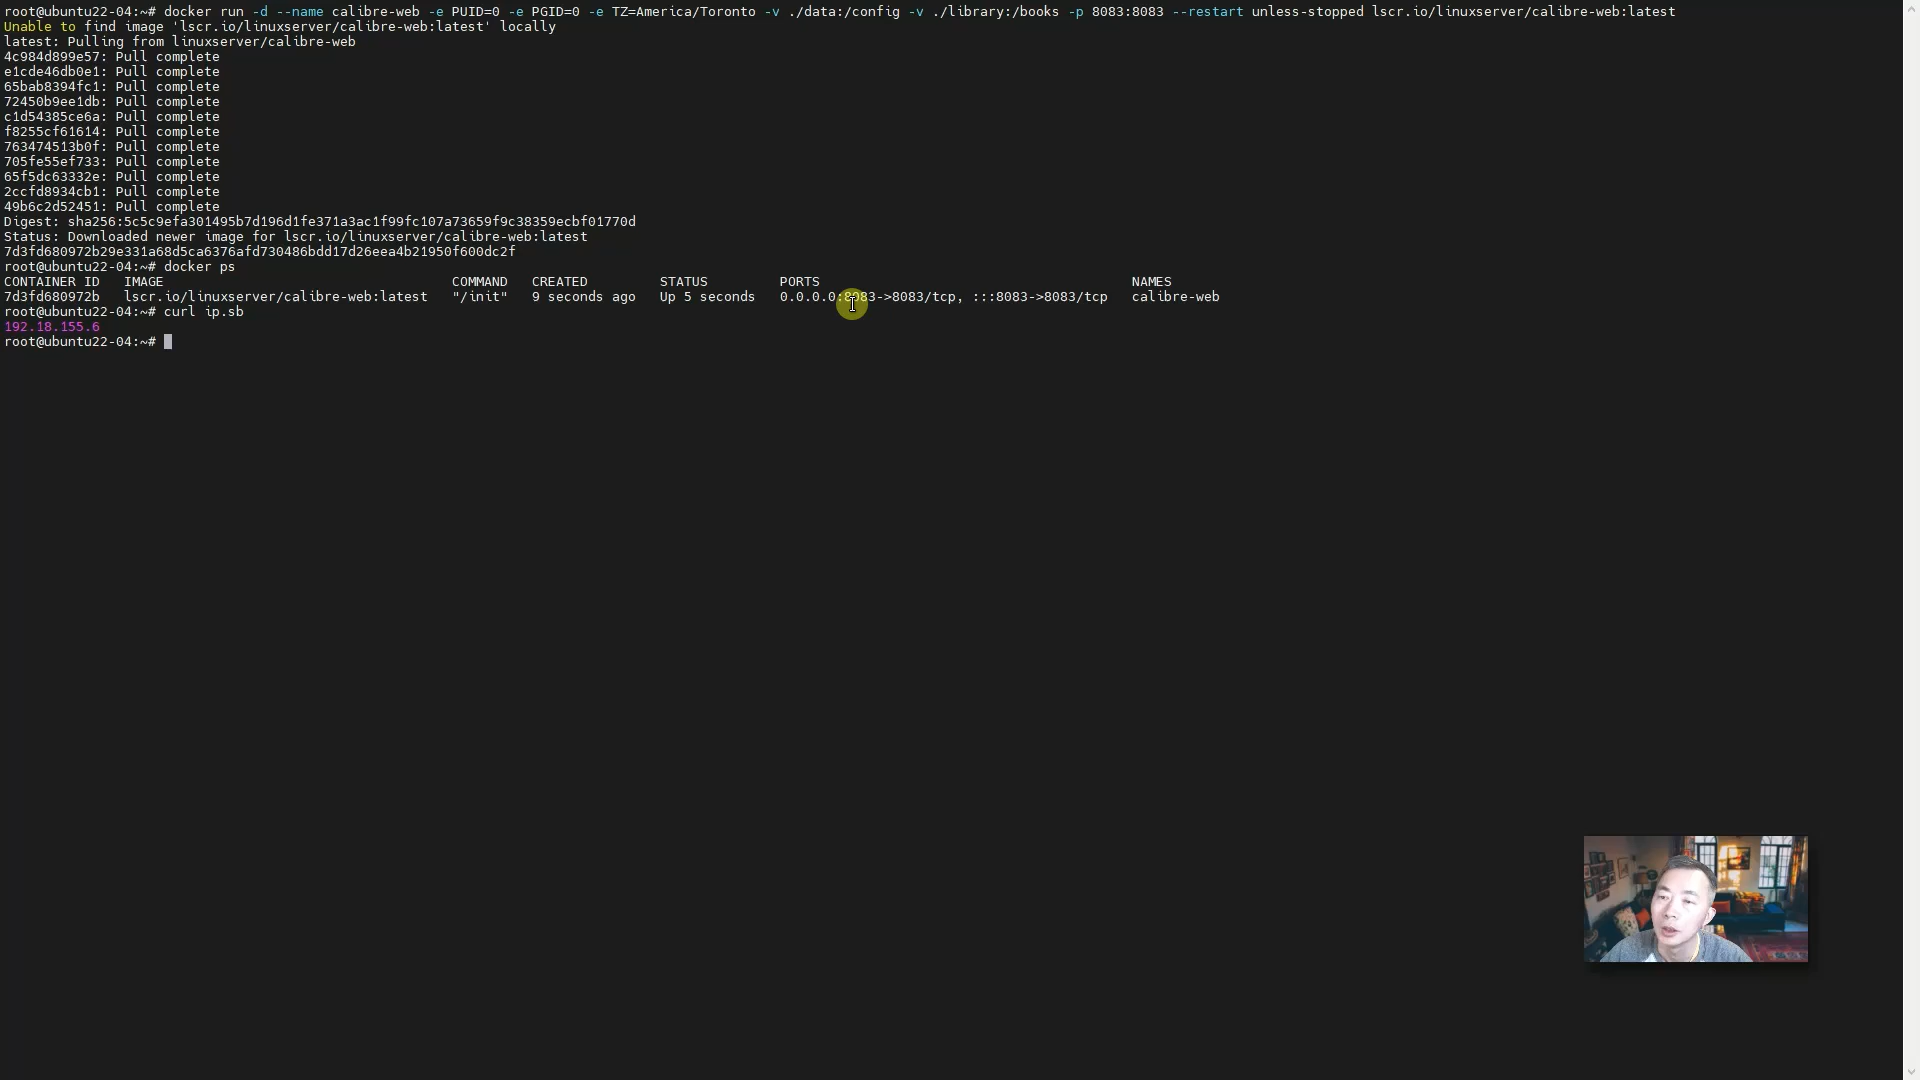 root@ubuntu22-04:~# docker run -d --name calibre-web -e PUID=0 -e PGID=0 -e TZ=America/Toronto -v ./data:/config -v ./library:/books -p 8083:8083 --restart unless-stopped lscr.io/linuxserver/calibre-web:latest
Unable to find image 'lscr.io/linuxserver/calibre-web:latest' locally
latest: Pulling from linuxserver/calibre-web
4c984d899e57: Pull complete
e1cde46db0e1: Pull complete
65bab8394fc1: Pull complete
72450b9ee1db: Pull complete
c1d54385ce6a: Pull complete
f8255cf61614: Pull complete
763474513b0f: Pull complete
705fe55ef733: Pull complete
65f5dc63332e: Pull complete
2ccfd8934cb1: Pull complete
49b6c2d52451: Pull complete
Digest: sha256:5c5c9efa301495b7d196d1fe371a3ac1f99fc107a73659f9c38359ecbf01770d
Status: Downloaded newer image for lscr.io/linuxserver/calibre-web:latest
7d3fd680972b29e331a68d5ca6376afd730486bdd17d26eea4b21950f600dc2f
root@ubuntu22-04:~# docker ps
CONTAINER ID   IMAGE                                    COMMAND   CREATED         STATUS         PORTS                                       NAMES
7d3fd680972b   lscr.io/linuxserver/calibre-web:latest   "/init"   9 seconds ago   Up 5 seconds   0.0.0.0:8083->8083/tcp, :::8083->8083/tcp   calibre-web
root@ubuntu22-04:~# curl ip.sb
192.18.155.6
root@ubuntu22-04:~#